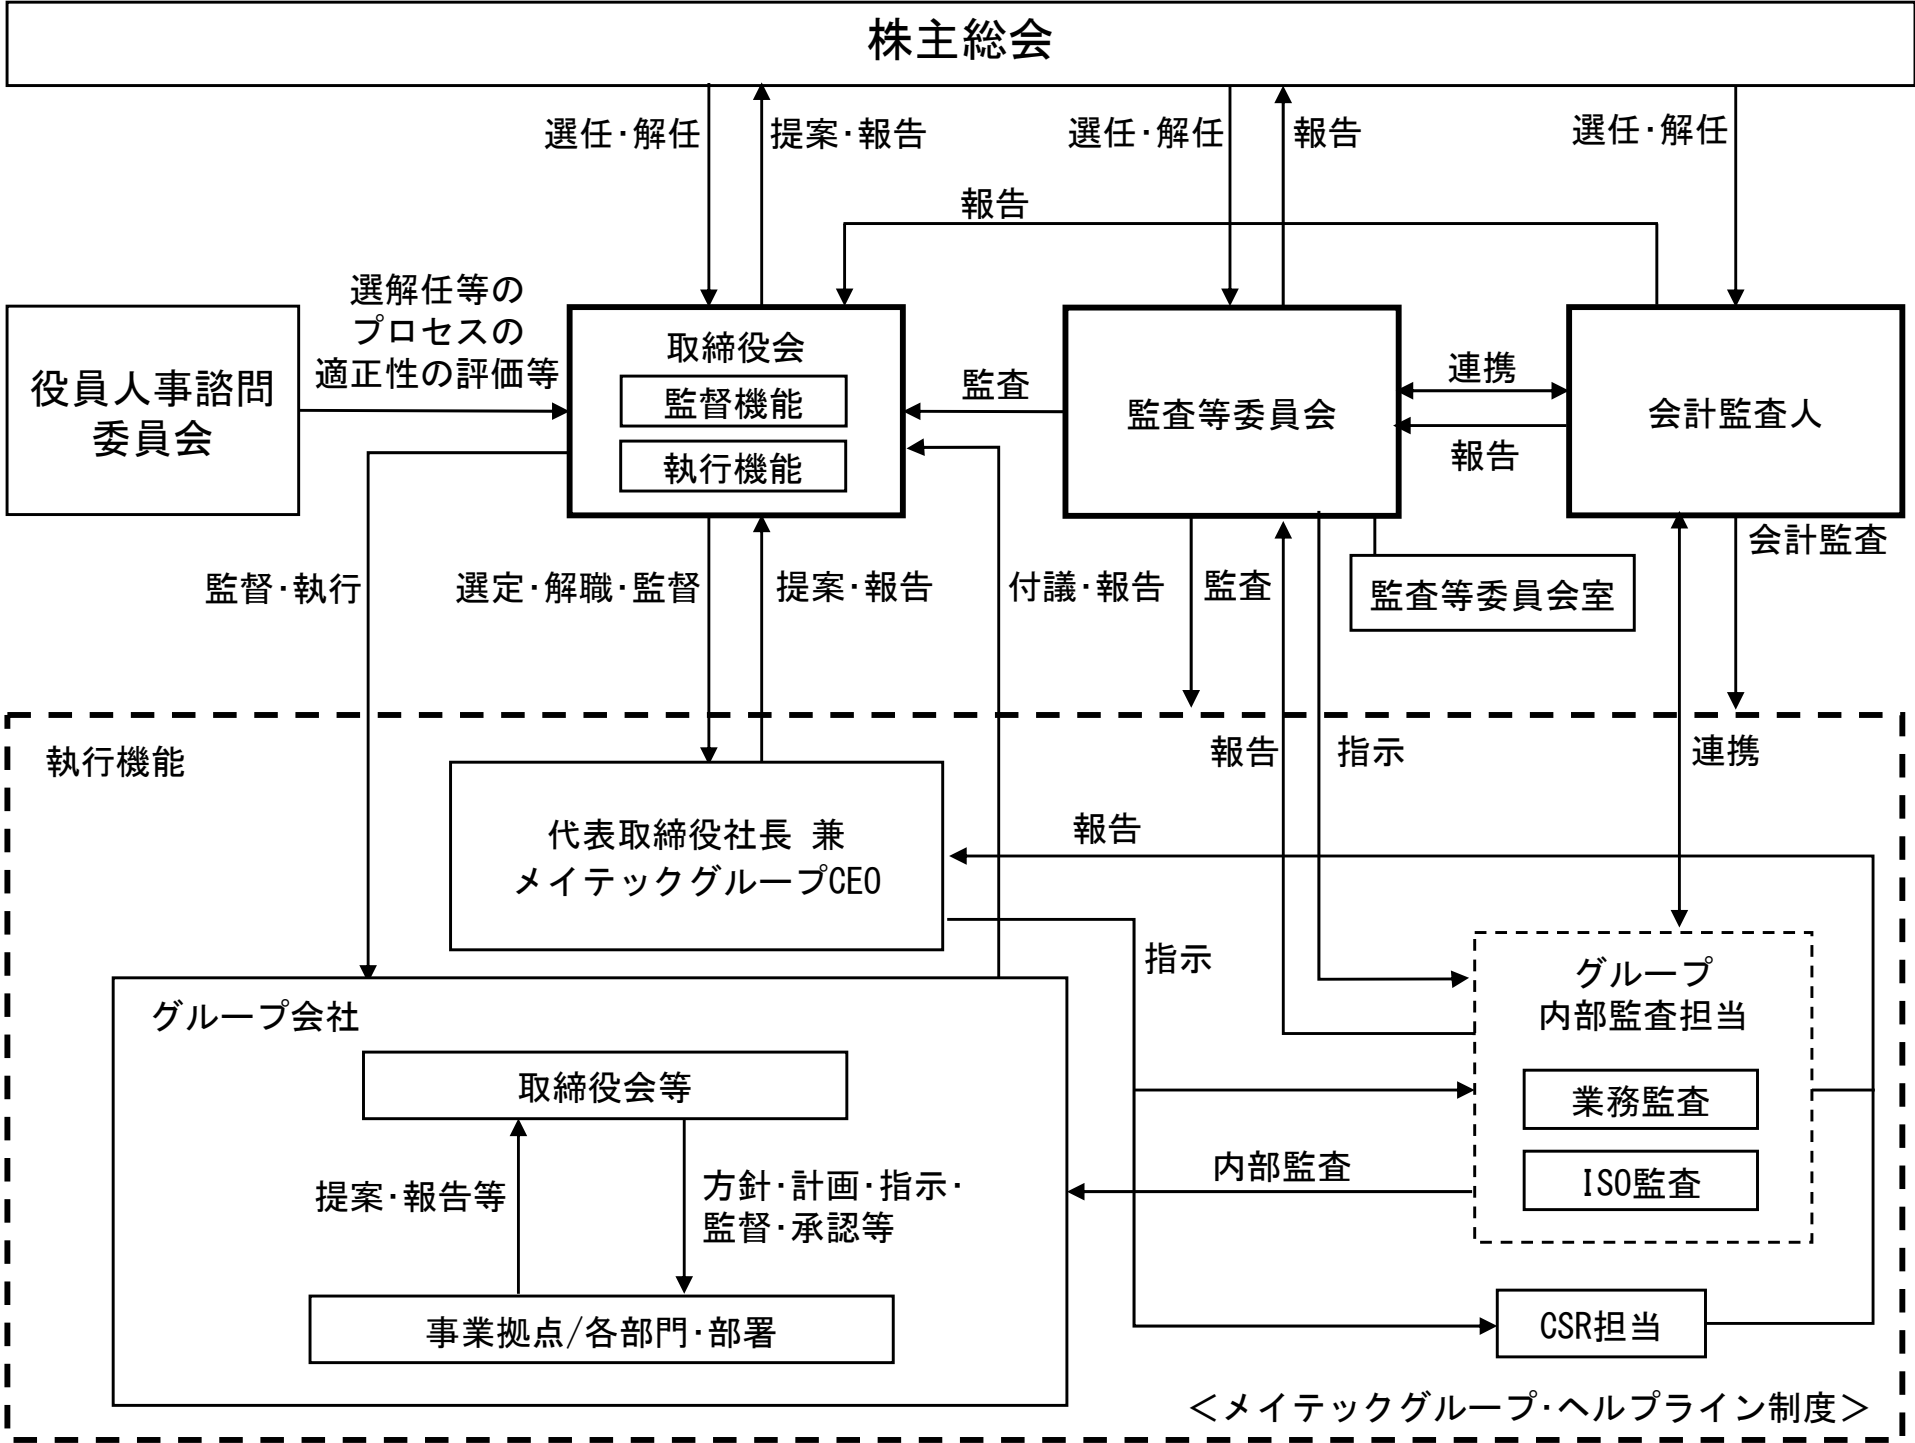 株主総会
選任・解任
提案・報告
選任・解任
報告
選任・解任
報告
選解任等の
プロセスの
適正性の評価等
役員人事諮問
委員会
取締役会
監督機能
執行機能
監査
監査等委員会
連携
報告
会計監査人
監督・執行
選定・解職・監督
提案・報告
付議・報告
監査
監査等委員会室
会計監査
執行機能
報告
指示
連携
代表取締役社長 兼
メイテックグループCEO
報告
指示
グループ
内部監査担当
業務監査
ISO監査
グループ会社
取締役会等
提案・報告等
方針・計画・指示・
監督・承認等
事業拠点/各部門・部署
内部監査
CSR担当
＜メイテックグループ・ヘルプライン制度＞